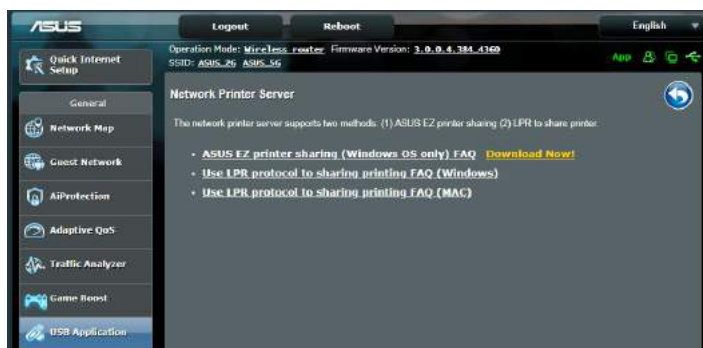 ASUS
Logout
Reboot
English
Quick Internet Setup
Operation Mode: Wireless router Firmware Version: 3.0.0.4.384_4360
SSID: ASUS_2G ASUS_5G
App
General
Network Map
Guest Network
AiProtection
Adaptive QoS
Traffic Analyzer
Game Boost
USB Application
Network Printer Server
The network printer server supports two methods: (1) ASUS EZ printer sharing (2) LPR to share printer.
• ASUS EZ printer sharing (Windows OS only) FAQ Download Now!
• Use LPR protocol to sharing printing FAQ (Windows)
• Use LPR protocol to sharing printing FAQ (MAC)